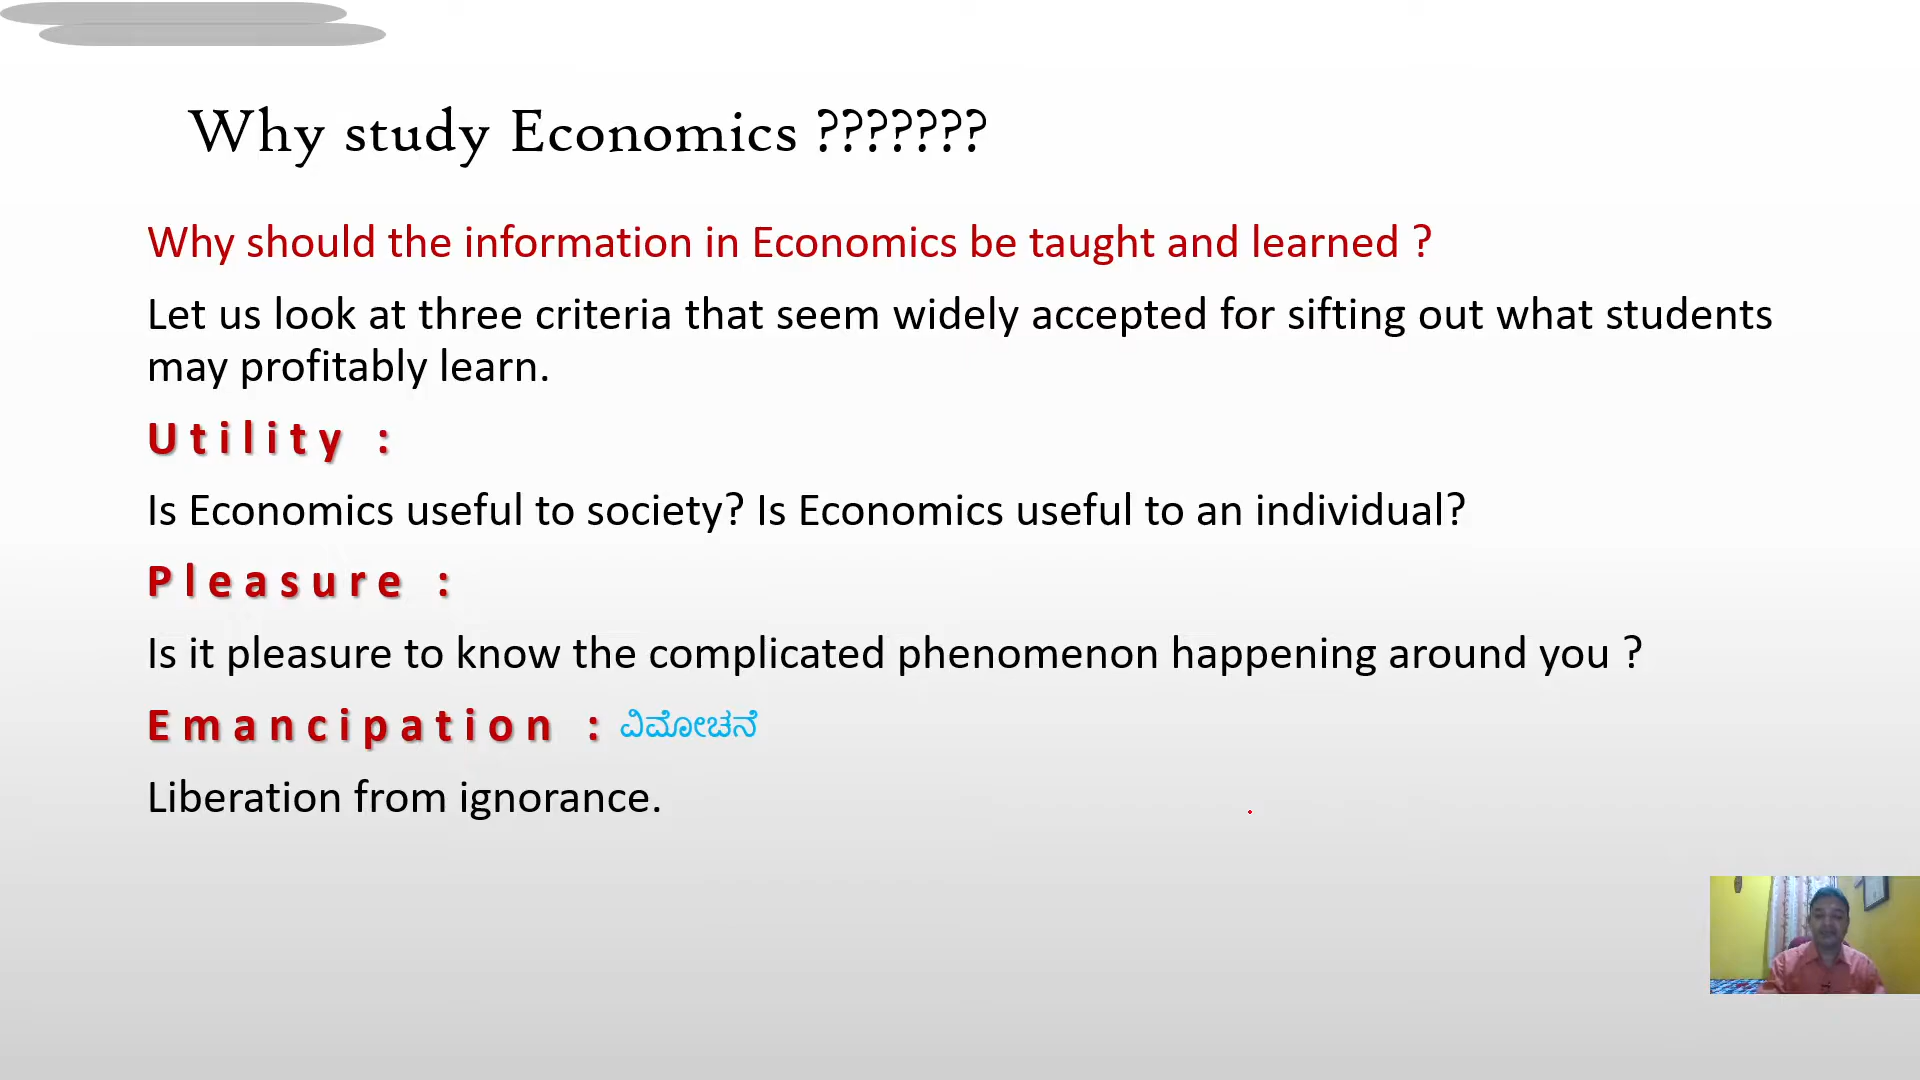 Why study Economics ???????
Why should the information in Economics be taught and learned ?
Let us look at three criteria that seem widely accepted for sifting out what students
may profitably learn.
Utility :
Is Economics useful to society? Is Economics useful to an individual?
Pleasure :
Is it pleasure to know the complicated phenomenon happening around you ?
Emancipation : ವಿಮೋಚನೆ
Liberation from ignorance.